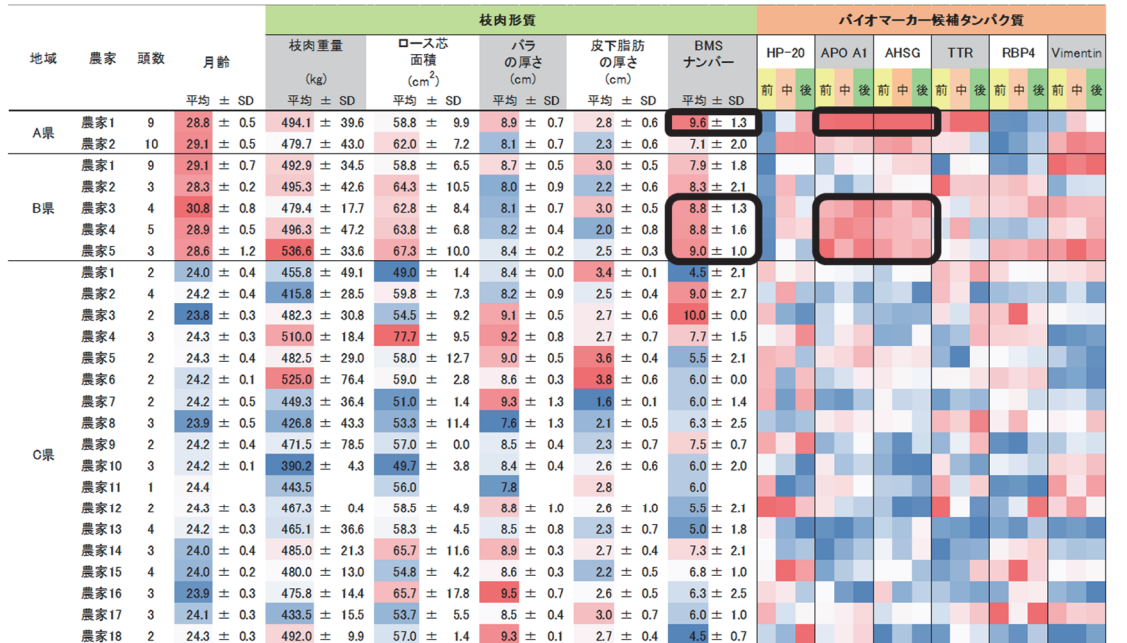 枝肉形質 バイオマーカー候補タンパク質
地域 農家 頭数 月齢 枝肉重量 ロース芯 バラ 皮下脂肪 BMS HP-20 APO A1 AHSG TTR RBP4 Vimentin
面積 の厚さ の厚さ ナンバー
(kg) (cm2) (cm) (cm) 前 中 後 前 中 後 前 中 後 前 中 後 前 中 後 前 中 後
平均 ± SD 平均 ± SD 平均 ± SD 平均 ± SD 平均 ± SD 平均 ± SD
A県 農家1 9 28.8 ± 0.5 494.1 ± 39.6 58.8 ± 9.9 8.9 ± 0.7 2.8 ± 0.6 9.6 ± 1.3
農家2 10 29.1 ± 0.5 479.7 ± 43.0 62.0 ± 7.2 8.1 ± 0.7 2.3 ± 0.6 7.1 ± 2.0
B県 農家1 9 29.1 ± 0.7 492.9 ± 34.5 58.8 ± 6.5 8.7 ± 0.5 3.0 ± 0.5 7.9 ± 1.8
農家2 3 28.3 ± 0.2 495.3 ± 42.6 64.3 ± 10.5 8.0 ± 0.9 2.2 ± 0.6 8.3 ± 2.1
農家3 4 30.8 ± 0.8 479.4 ± 17.7 62.8 ± 8.4 8.1 ± 0.7 3.0 ± 0.5 8.8 ± 1.3
農家4 5 28.9 ± 0.5 496.3 ± 47.2 63.8 ± 6.8 8.2 ± 0.4 2.0 ± 0.8 8.8 ± 1.6
農家5 3 28.6 ± 1.2 536.6 ± 33.6 67.3 ± 10.0 8.4 ± 0.2 2.5 ± 0.3 9.0 ± 1.0
C県 農家1 2 24.0 ± 0.4 455.8 ± 49.1 49.0 ± 1.4 8.4 ± 0.0 3.4 ± 0.1 4.5 ± 2.1
農家2 4 24.2 ± 0.4 415.8 ± 28.5 59.8 ± 7.3 8.2 ± 0.9 2.5 ± 0.4 9.0 ± 2.7
農家3 2 23.8 ± 0.3 482.3 ± 30.8 54.5 ± 9.2 9.1 ± 0.5 2.7 ± 0.6 10.0 ± 0.0
農家4 3 24.3 ± 0.3 510.0 ± 18.4 77.7 ± 9.5 9.2 ± 0.8 2.7 ± 0.7 7.7 ± 1.5
農家5 2 24.3 ± 0.4 482.5 ± 29.0 58.0 ± 12.7 9.0 ± 0.5 3.6 ± 0.4 5.5 ± 2.1
農家6 2 24.2 ± 0.1 525.0 ± 76.4 59.0 ± 2.8 8.6 ± 0.3 3.8 ± 0.6 6.0 ± 0.0
農家7 2 24.2 ± 0.5 449.3 ± 36.4 51.0 ± 1.4 9.3 ± 1.3 1.6 ± 0.1 6.0 ± 1.4
農家8 3 23.9 ± 0.5 426.8 ± 43.3 53.3 ± 11.4 7.6 ± 1.3 2.1 ± 0.5 6.3 ± 2.5
農家9 2 24.2 ± 0.4 471.5 ± 78.5 57.0 ± 0.0 8.5 ± 0.4 2.3 ± 0.7 7.5 ± 0.7
農家10 3 24.2 ± 0.1 390.2 ± 4.3 49.7 ± 3.8 8.4 ± 0.4 2.6 ± 0.6 6.0 ± 2.0
農家11 1 24.4 443.5 56.0 7.8 2.8 6.0
農家12 2 24.3 ± 0.3 467.3 ± 0.4 58.5 ± 4.9 8.8 ± 1.0 2.6 ± 1.0 5.5 ± 2.1
農家13 4 24.2 ± 0.3 465.1 ± 36.6 58.3 ± 4.5 8.5 ± 0.8 2.3 ± 0.7 5.0 ± 1.8
農家14 3 24.0 ± 0.4 485.0 ± 21.3 65.7 ± 11.6 8.9 ± 0.3 2.7 ± 0.4 7.3 ± 2.1
農家15 4 24.0 ± 0.2 480.0 ± 13.0 54.8 ± 4.2 8.6 ± 0.3 2.2 ± 0.5 6.8 ± 1.0
農家16 3 23.9 ± 0.3 475.8 ± 14.4 65.7 ± 17.8 9.5 ± 0.7 2.6 ± 0.5 6.3 ± 2.5
農家17 3 24.1 ± 0.3 433.5 ± 15.5 53.7 ± 5.5 8.5 ± 0.4 3.0 ± 0.7 6.0 ± 1.0
農家18 2 24.3 ± 0.3 492.0 ± 9.9 57.0 ± 1.4 9.3 ± 0.1 2.7 ± 0.4 4.5 ± 0.7